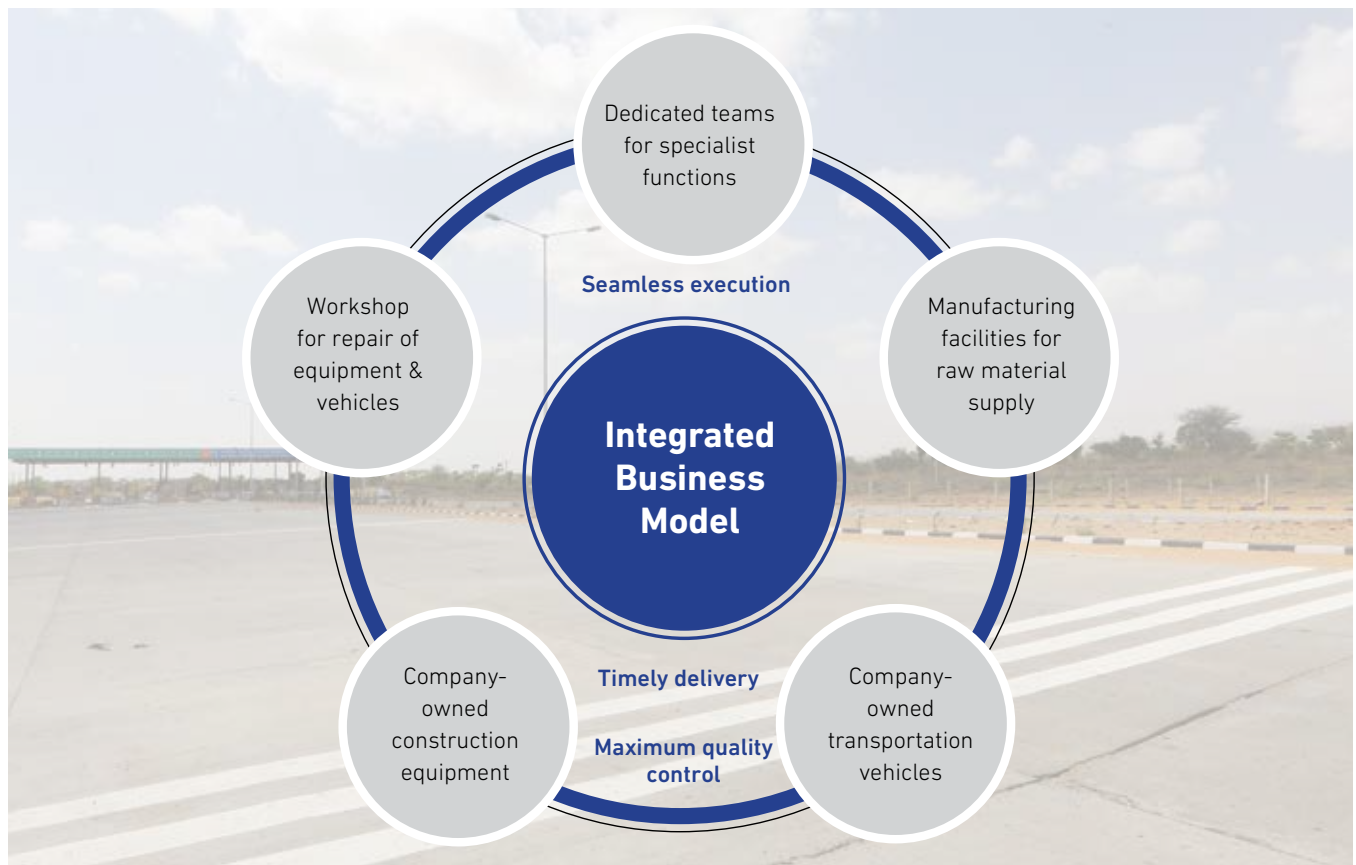 Dedicated teams
for specialist
functions
Seamless execution
Workshop
for repair of
equipment &
vehicles
Manufacturing
facilities for
raw material
supply
Integrated
Business
Model
Company-
owned
construction
equipment
Timely delivery
Maximum quality
control
Company-
owned
transportation
vehicles